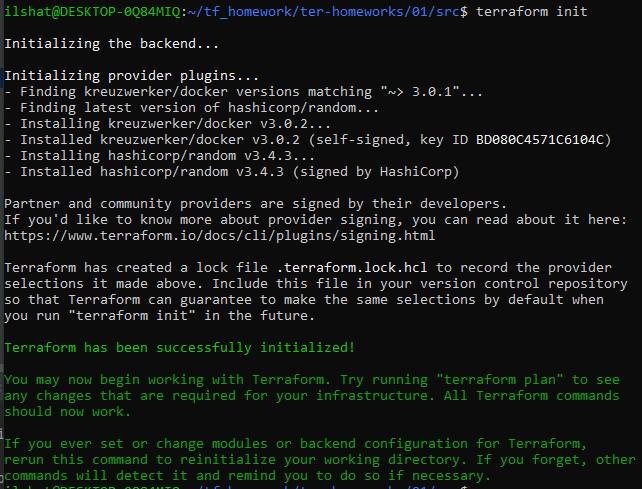 ilshat@DESKTOP-0Q84MIQ:~/tf_homework/ter-homeworks/01/src$ terraform init
Initializing the backend...
Initializing provider plugins...
- Finding kreuzwerker/docker versions matching "~> 3.0.1"...
- Finding latest version of hashicorp/random...
- Installing kreuzwerker/docker v3.0.2...
- Installed kreuzwerker/docker v3.0.2 (self-signed, key ID BD080C4571C6104C)
- Installing hashicorp/random v3.4.3...
- Installed hashicorp/random v3.4.3 (signed by HashiCorp)
Partner and community providers are signed by their developers.
If you'd like to know more about provider signing, you can read about it here:
https://www.terraform.io/docs/cli/plugins/signing.html
Terraform has created a lock file .terraform.lock.hcl to record the provider
selections it made above. Include this file in your version control repository
so that Terraform can guarantee to make the same selections by default when
you run "terraform init" in the future.
Terraform has been successfully initialized!
You may now begin working with Terraform. Try running "terraform plan" to see
any changes that are required for your infrastructure. All Terraform commands
should now work.
If you ever set or change modules or backend configuration for Terraform,
rerun this command to reinitialize your working directory. If you forget, other
commands will detect it and remind you to do so if necessary.
ilshat@DESKTOP-0Q84MIQ:~/tf_homework/ter-homeworks/01/src$